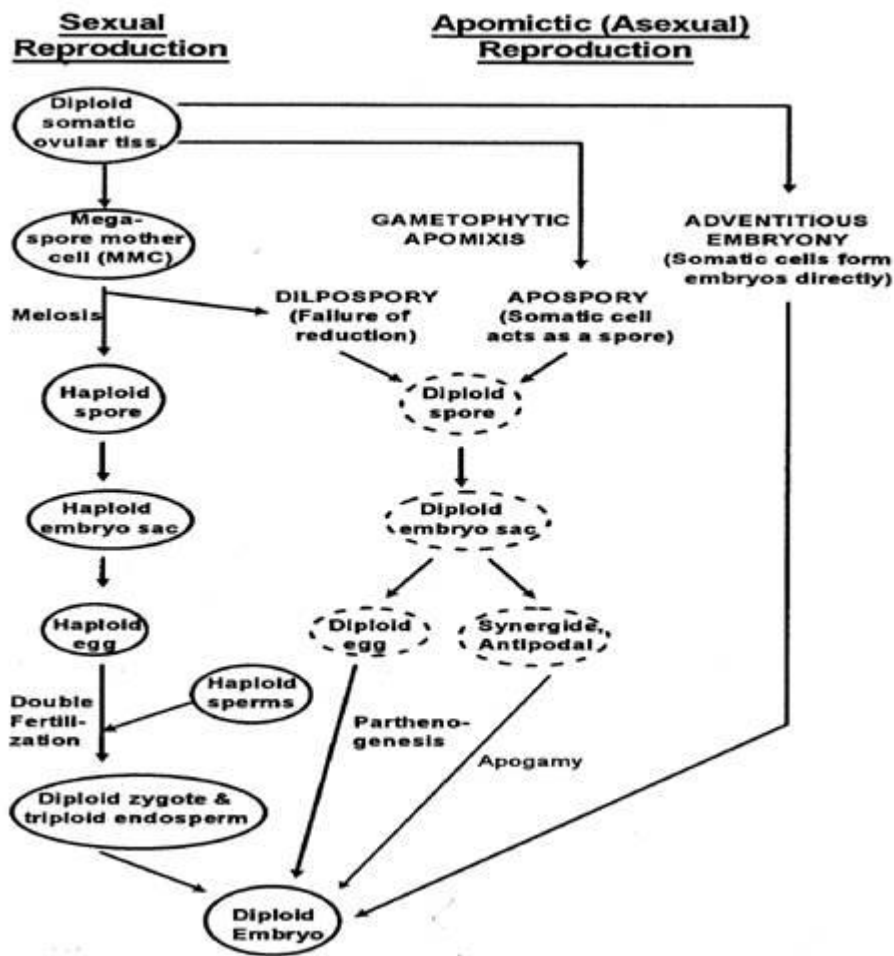 Sexual
Reproduction
Apomictic (Asexual)
Reproduction
Diploid
somatic
ovular tiss.
Mega-
spore mother
cell (MMC)
GAMETOPHYTIC
APOMIXIS
ADVENTITIOUS
EMBRYONY
(Somatic cells form
embryos directly)
Meiosis
DILPOSPORY
(Failure of
reduction)
APOSPORY
(Somatic cell
acts as a spore)
Haploid
spore
Diploid
spore
Haploid
embryo sac
Diploid
embryo sac
Haploid
egg
Diploid
egg
Synergide,
Antipodal
Haploid
sperms
Double
Fertili-
zation
Partheno-
genesis
Apogamy
Diploid zygote &
triploid endosperm
Diploid
Embryo